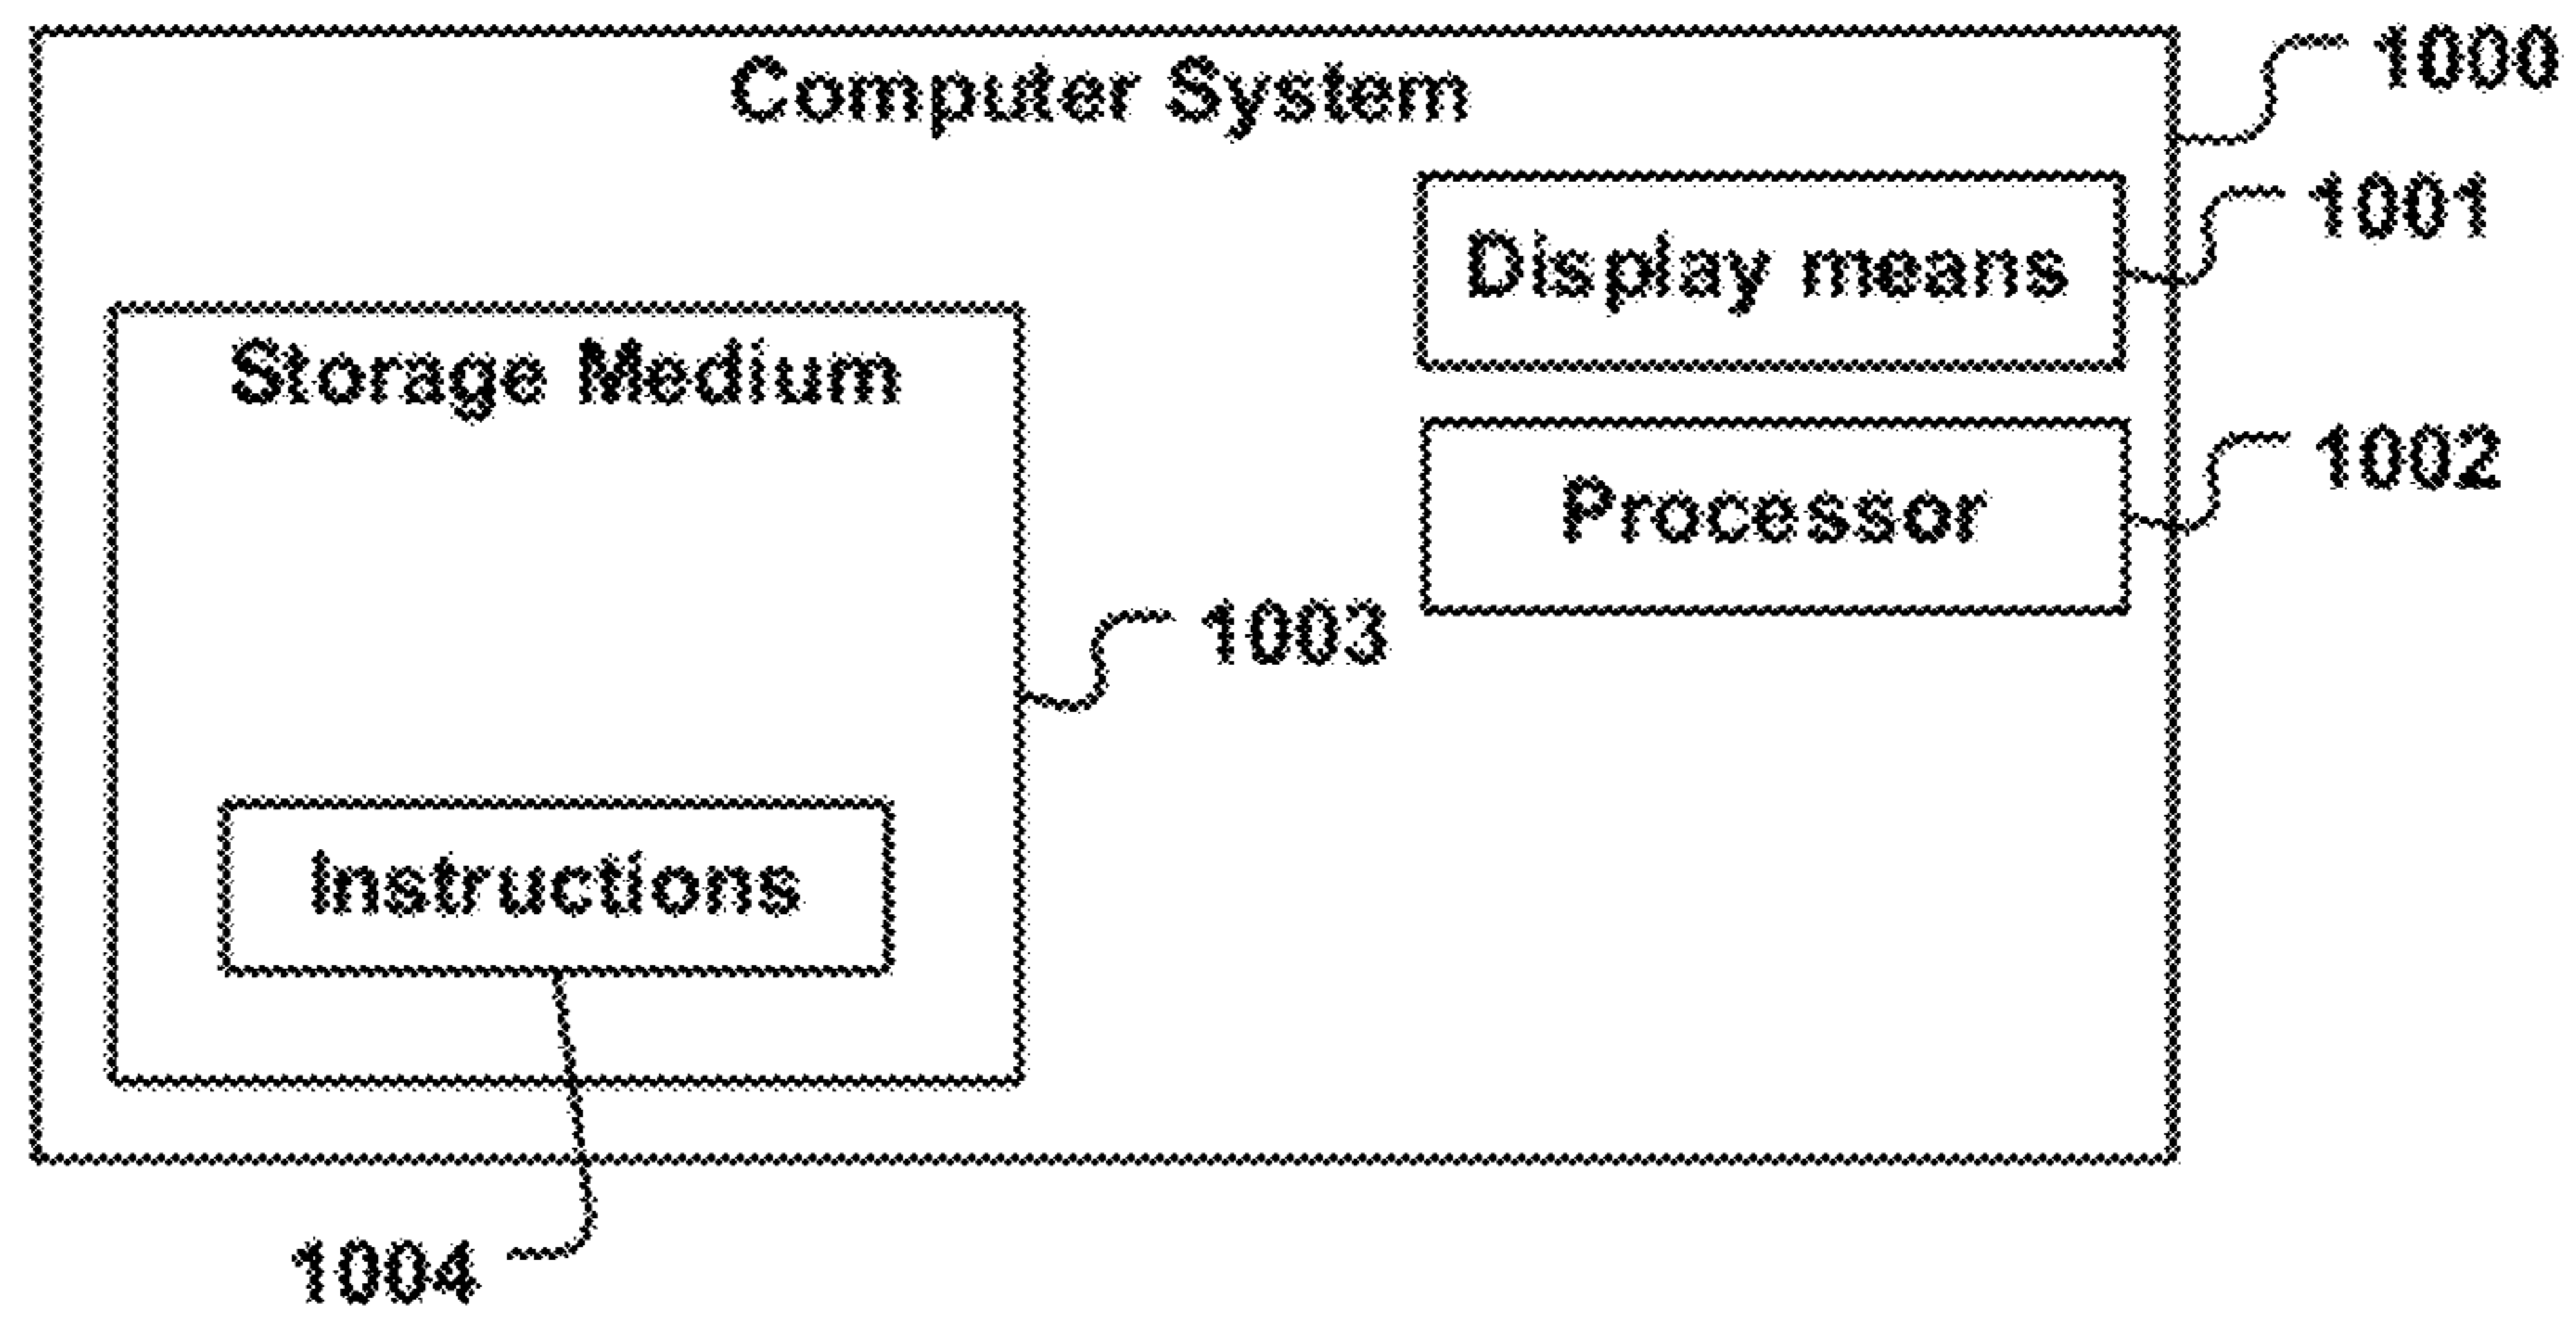 Computer System
1000
Display means
1001
Storage Medium
Processor
1002
1003
Instructions
1004